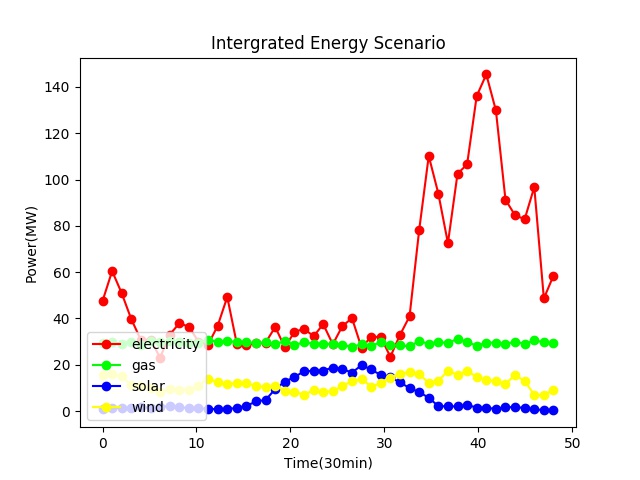 Intergrated Energy Scenario
Power(MW)
140
120
100
80
60
40
20
0
electricity
gas
solar
wind
0 10 20 30 40 50
Time(30min)